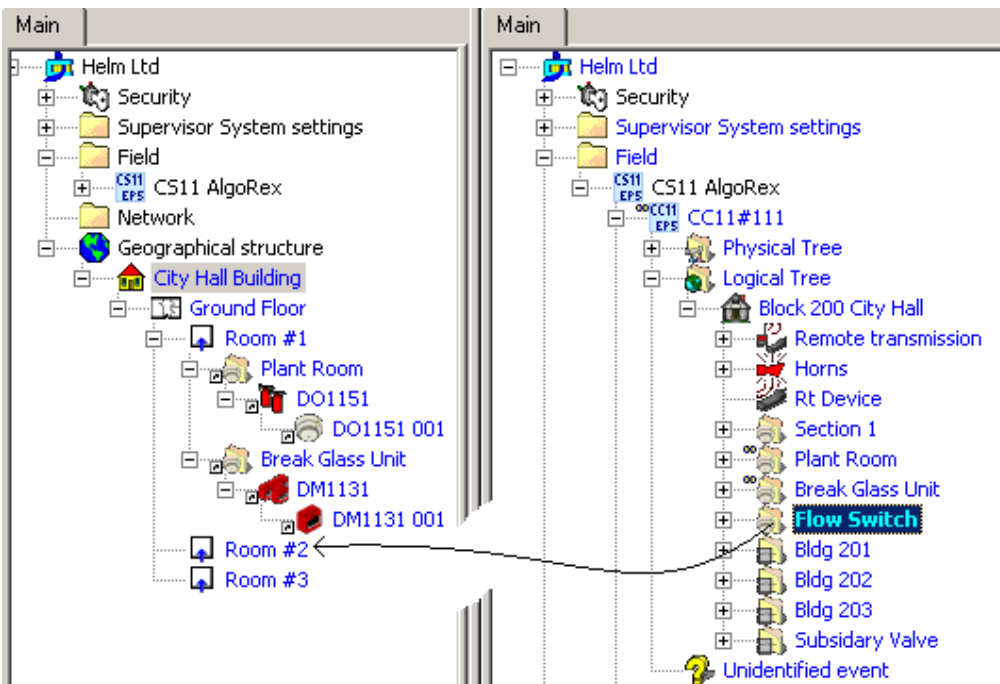 Main
Helm Ltd
Security
Supervisor System settings
Field
CS11 EPS CS11 AlgoRex
Network
Geographical structure
City Hall Building
Ground Floor
Room #1
Plant Room
DO1151
DO1151 001
Break Glass Unit
DM1131
DM1131 001
Room #2
Room #3
Main
Helm Ltd
Security
Supervisor System settings
Field
CS11 EPS CS11 AlgoRex
CC11 EPS CC11#111
Physical Tree
Logical Tree
Block 200 City Hall
Remote transmission
Horns
Rt Device
Section 1
Plant Room
Break Glass Unit
Flow Switch
Bldg 201
Bldg 202
Bldg 203
Subsidary Valve
Unidentified event